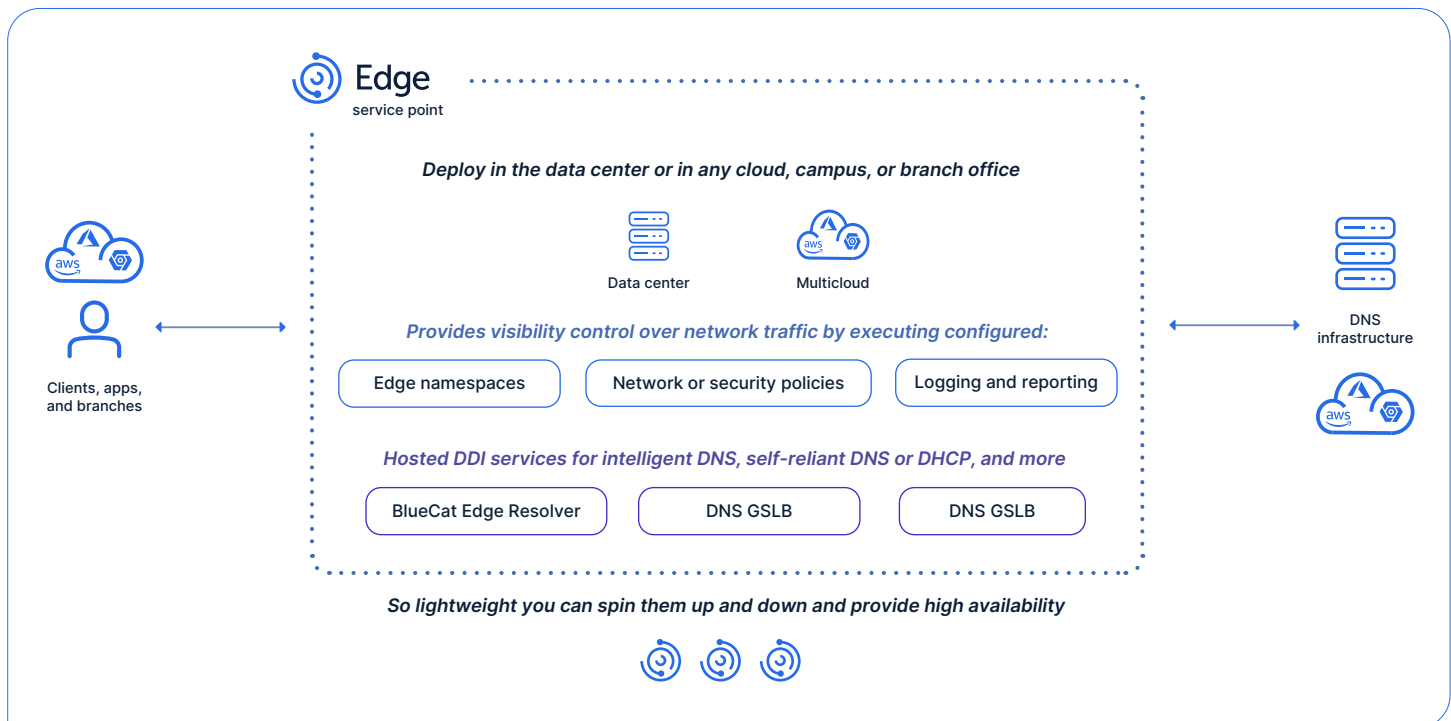 Edge
service point
Deploy in the data center or in any cloud, campus, or branch office
aws
aws
Data center
Multicloud
Provides visibility control over network traffic by executing configured:
DNS
infrastructure
Edge namespaces
Network or security policies
Logging and reporting
Clients, apps,
and branches
aws
Hosted DDI services for intelligent DNS, self-reliant DNS or DHCP, and more
BlueCat Edge Resolver
DNS GSLB
DNS GSLB
So lightweight you can spin them up and down and provide high availability